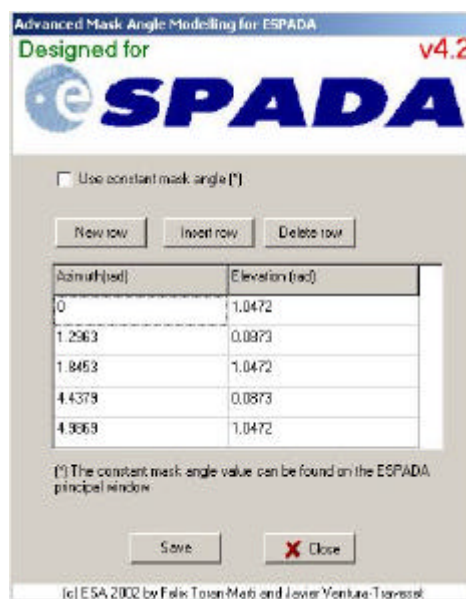 Advanced Mask Angle Modelling for ESPADA
Designed for v4.2
eSPADA
Use constant mask angle (*)
New row Insert row Delete row
Azimuth(rad) Elevation (rad)
0 1.0472
1.2963 0.0873
1.8453 1.0472
4.4379 0.0873
4.9869 1.0472
(*) The constant mask angle value can be found on the ESPADA
principal window
Save Close
(c) ESA 2002 by Felix Toran-Marti and Javier Ventura-Traveset